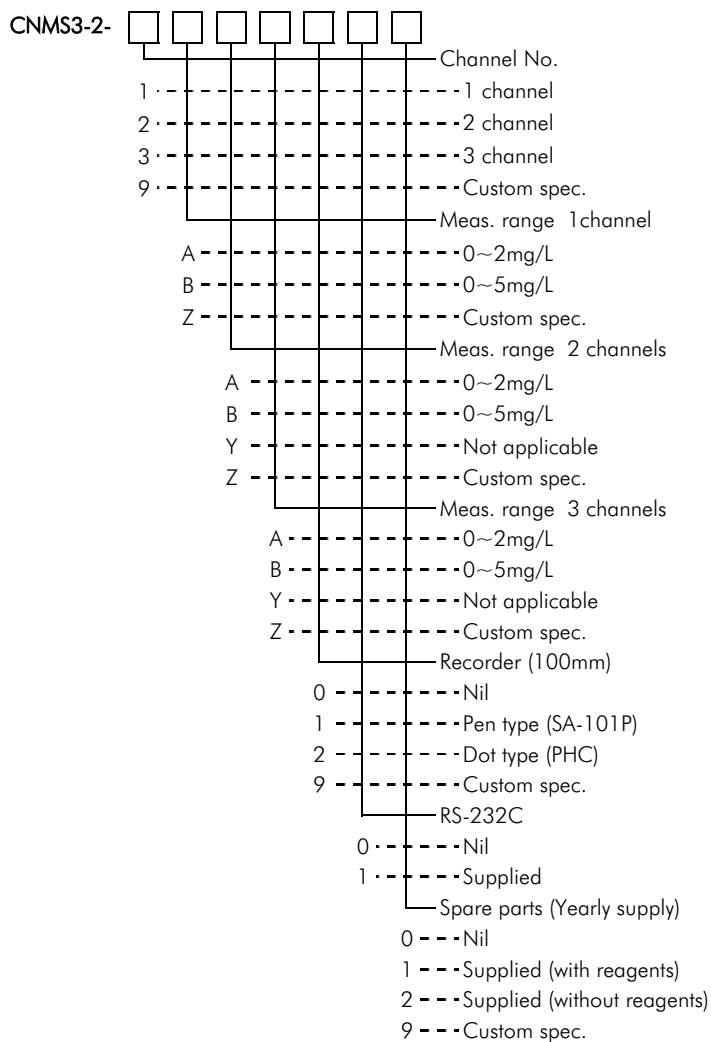 CNMS3-2-
Channel No.
1 1 channel
2 2 channel
3 3 channel
9 Custom spec.
Meas. range 1channel
A 0~2mg/L
B 0~5mg/L
Z Custom spec.
Meas. range 2 channels
A 0~2mg/L
B 0~5mg/L
Y Not applicable
Z Custom spec.
Meas. range 3 channels
A 0~2mg/L
B 0~5mg/L
Y Not applicable
Z Custom spec.
Recorder (100mm)
0 Nil
1 Pen type (SA-101P)
2 Dot type (PHC)
9 Custom spec.
RS-232C
0 Nil
1 Supplied
Spare parts (Yearly supply)
0 Nil
1 Supplied (with reagents)
2 Supplied (without reagents)
9 Custom spec.